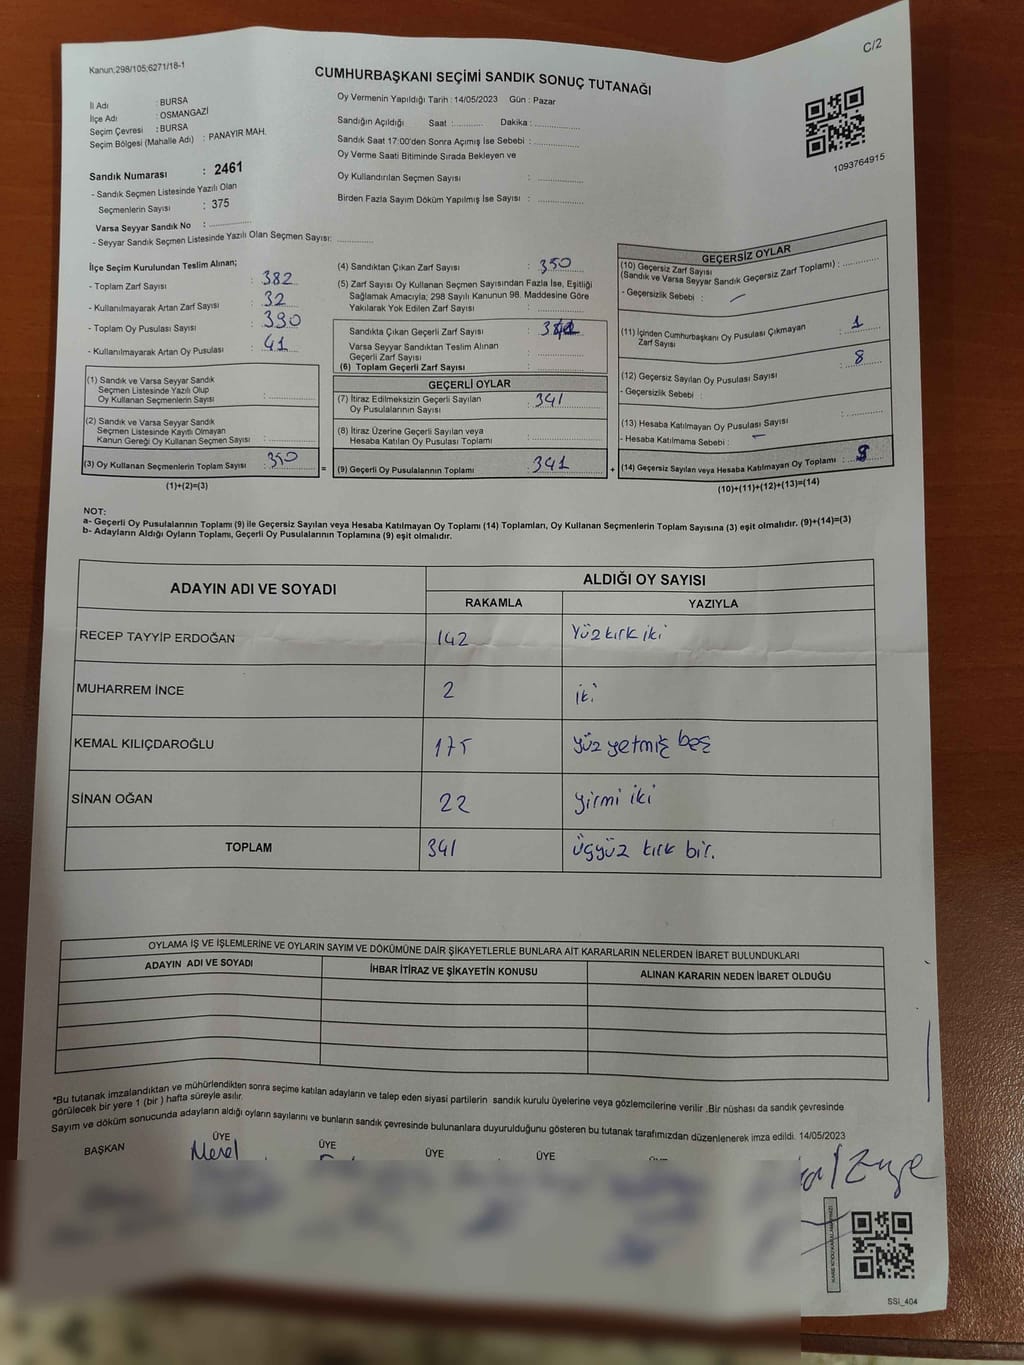 C/2
Kanun,298/105;6271/18-1
CUMHURBAŞKANI SEÇİMİ SANDIK SONUÇ TUTANAĞI
İl Adı : BURSA
İlçe Adı : OSMANGAZİ
Seçim Çevresi : BURSA
Seçim Bölgesi (Mahalle Adı) : PANAYIR MAH.
Oy Vermenin Yapıldığı Tarih : 14/05/2023 Gün : Pazar
Sandığın Açıldığı Saat :........... Dakika :..............
Sandık Saat 17:00'den Sonra Açımış İse Sebebi :..............
Oy Verme Saati Bitiminde Sırada Bekleyen ve
Oy Kullandırılan Seçmen Sayısı : ..............
Birden Fazla Sayım Döküm Yapılmış İse Sayısı : ..............
1093764915
Sandık Numarası : 2461
- Sandık Seçmen Listesinde Yazılı Olan
Seçmenlerin Sayısı : 375
Varsa Seyyar Sandık No : ..............
- Seyyar Sandık Seçmen Listesinde Yazılı Olan Seçmen Sayısı: ............
İlçe Seçim Kurulundan Teslim Alınan;
- Toplam Zarf Sayısı : 382
- Kullanılmayarak Artan Zarf Sayısı : 32
- Toplam Oy Pusulası Sayısı : 390
- Kullanılmayarak Artan Oy Pusulası : 41
(1) Sandık ve Varsa Seyyar Sandık
Seçmen Listesinde Yazılı Olup
Oy Kullanan Seçmenlerin Sayısı : ..............
(2) Sandık ve Varsa Seyyar Sandık
Seçmen Listesinde Kayıtlı Olmayan
Kanun Gereği Oy Kullanan Seçmen Sayısı : ..............
(3) Oy Kullanan Seçmenlerin Toplam Sayısı : 350
(1)+(2)=(3)
=
(4) Sandıktan Çıkan Zarf Sayısı : 350
(5) Zarf Sayısı Oy Kullanan Seçmen Sayısından Fazla İse, Eşitliği
Sağlamak Amacıyla; 298 Sayılı Kanunun 98. Maddesine Göre
Yakılarak Yok Edilen Zarf Sayısı : ..............
Sandıkta Çıkan Geçerli Zarf Sayısı :
Varsa Seyyar Sandıktan Teslim Alınan
Geçerli Zarf Sayısı : ..............
(6) Toplam Geçerli Zarf Sayısı : ..............
GEÇERLİ OYLAR
(7) İtiraz Edilmeksizin Geçerli Sayılan
Oy Pusulalarının Sayısı : 341
(8) İtiraz Üzerine Geçerli Sayılan veya
Hesaba Katılan Oy Pusulası Toplamı : ..............
(9) Geçerli Oy Pusulalarının Toplamı : 341
+
GEÇERSİZ OYLAR
(10) Geçersiz Zarf Sayısı
(Sandık ve Varsa Seyyar Sandık Geçersiz Zarf Toplamı) : ............
- Geçersizlik Sebebi : –
(11) İçinden Cumhurbaşkanı Oy Pusulası Çıkmayan
Zarf Sayısı : 1
(12) Geçersiz Sayılan Oy Pusulası Sayısı : 8
- Geçersizlik Sebebi :
(13) Hesaba Katılmayan Oy Pusulası Sayısı : ............
- Hesaba Katılmama Sebebi : –
(14) Geçersiz Sayılan veya Hesaba Katılmayan Oy Toplamı : 9
(10)+(11)+(12)+(13)=(14)
NOT:
a- Geçerli Oy Pusulalarının Toplamı (9) ile Geçersiz Sayılan veya Hesaba Katılmayan Oy Toplamı (14) Toplamları, Oy Kullanan Seçmenlerin Toplam Sayısına (3) eşit olmalıdır. (9)+(14)=(3)
b- Adayların Aldığı Oyların Toplamı, Geçerli Oy Pusulalarının Toplamına (9) eşit olmalıdır.
ADAYIN ADI VE SOYADI ALDIĞI OY SAYISI
RAKAMLA YAZIYLA
RECEP TAYYİP ERDOĞAN 142 Yüz kırk iki
MUHARREM İNCE 2 iki
KEMAL KILIÇDAROĞLU 175 yüz yetmiş beş
SİNAN OĞAN 22 yirmi iki
TOPLAM 341 üçyüz kırk bir.
OYLAMA İŞ VE İŞLEMLERİNE VE OYLARIN SAYIM VE DÖKÜMÜNE DAİR ŞİKAYETLERLE BUNLARA AİT KARARLARIN NELERDEN İBARET BULUNDUKLARI
ADAYIN ADI VE SOYADI İHBAR İTİRAZ VE ŞİKAYETİN KONUSU ALINAN KARARIN NEDEN İBARET OLDUĞU
*Bu tutanak imzalandıktan ve mühürlendikten sonra seçime katılan adayların ve talep eden siyasi partilerin sandık kurulu üyelerine veya gözlemcilerine verilir .Bir nüshası da sandık çevresinde
görülecek bir yere 1 (bir ) hafta süreyle asılır.
Sayım ve döküm sonucunda adayların aldığı oyların sayılarını ve bunların sandık çevresinde bulunanlara duyurulduğunu gösteren bu tutanak tarafımızdan düzenlenerek imza edildi. 14/05/2023
BAŞKAN ÜYE ÜYE ÜYE ÜYE
SSI_404